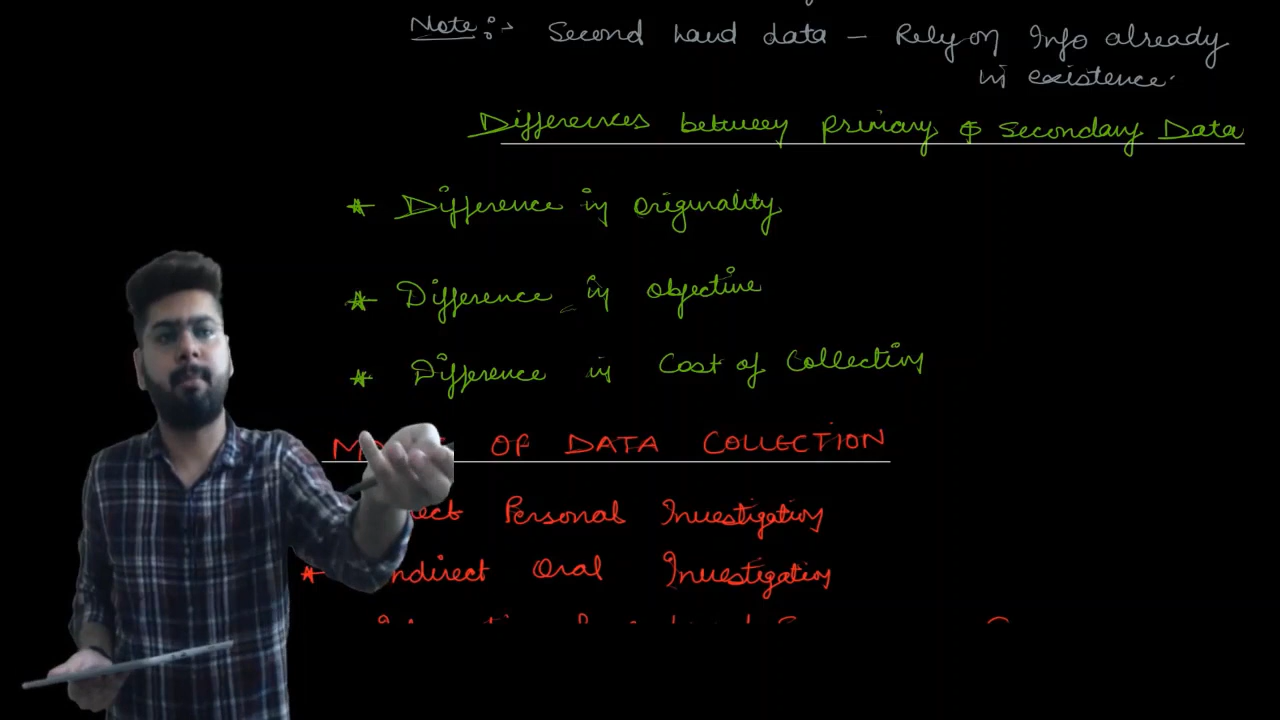 Note :- Second hand data — Rely on Info already
in existence.
Differences between primary & secondary Data
* Difference in originality
* Difference in objective
* Difference in Cost of Collection
OF DATA COLLECTION
Personal Investigation
* Indirect Oral Investigation